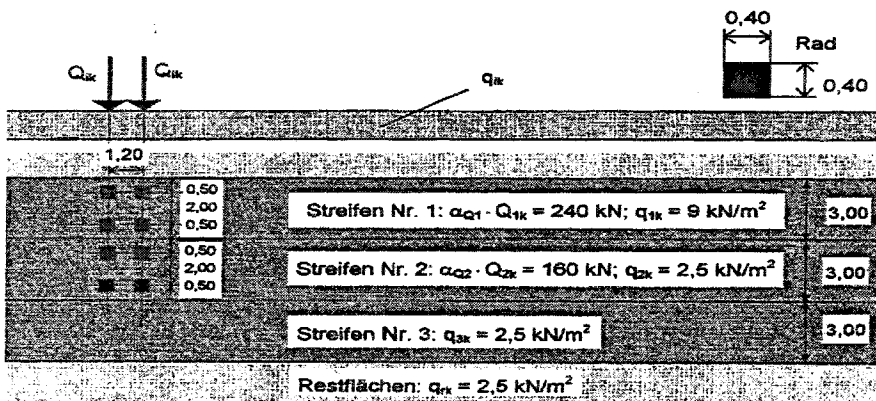 0,40
Rad
0,40
Qik Qik
qik
1,20
0,50
2,00
0,50
Streifen Nr. 1: αQ1 · Q1k = 240 kN; q1k = 9 kN/m²
3,00
0,50
2,00
0,50
Streifen Nr. 2: αQ2 · Q2k = 160 kN; q2k = 2,5 kN/m²
3,00
Streifen Nr. 3: q3k = 2,5 kN/m²
3,00
Restflächen: qrk = 2,5 kN/m²